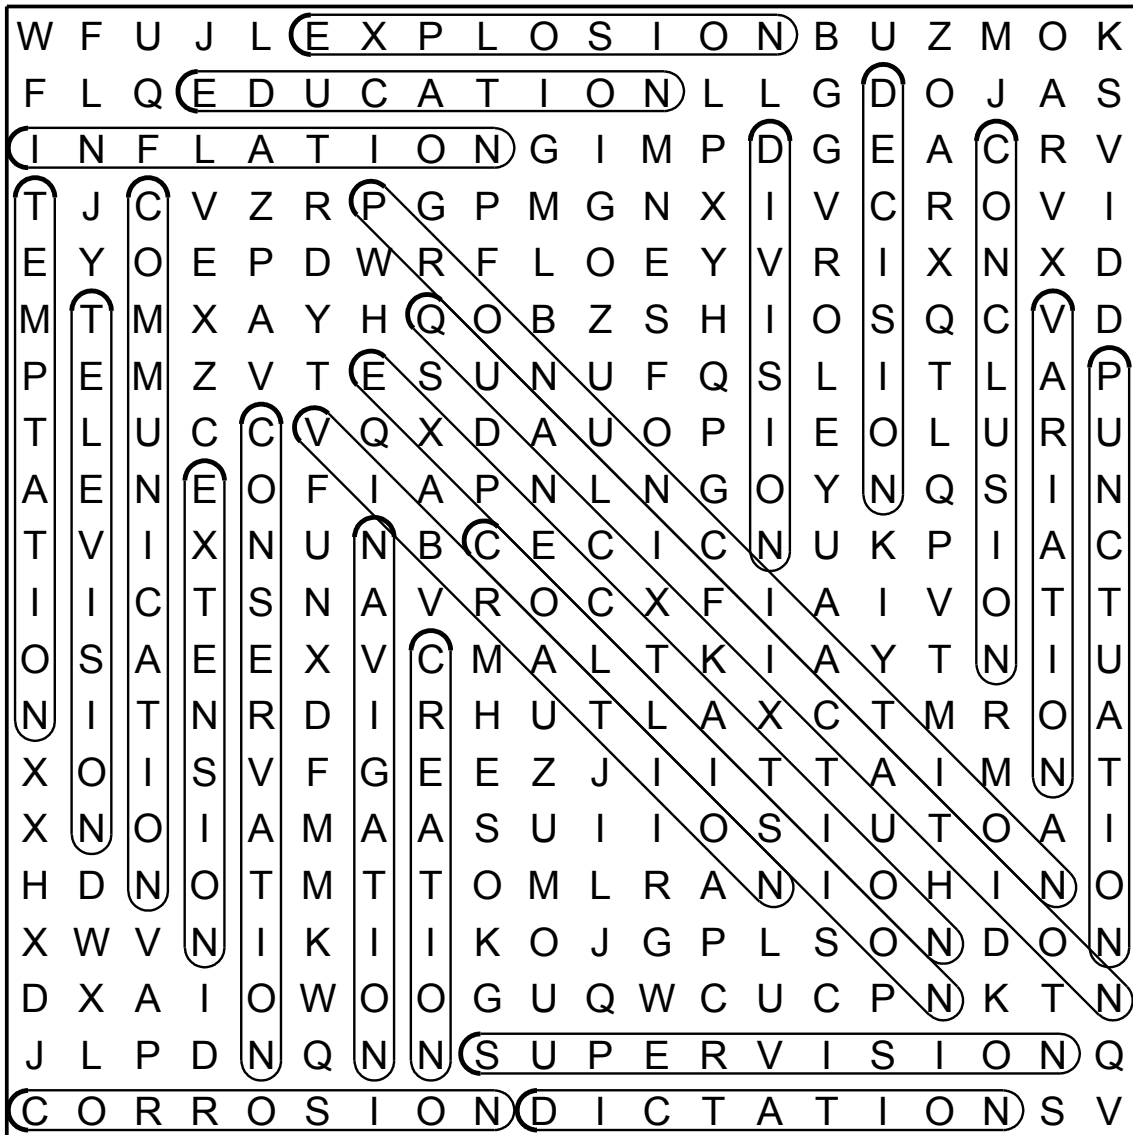 W F U J L E X P L O S I O N B U Z M O K
F L Q E D U C A T I O N L L G D O J A S
I N F L A T I O N G I M P D G E A C R V
T J C V Z R P G P M G N X I V C R O V I
E Y O E P D W R F L O E Y V R I X N X D
M T M X A Y H Q O B Z S H I O S Q C V D
P E M Z V T E S U N U F Q S L I T L A P
T L U C C V Q X D A U O P I E O L U R U
A E N E O F I A P N L N G O Y N Q S I N
T V I X N U N B C E C I C N U K P I A C
I I C T S N A V R O C X F I A I V O T T
O S A E E X V C M A L T K I A Y T N I U
N I T N R D I R H U T L A X C T M R O A
X O I S V F G E E Z J I I T T A I M N T
X N O I A M A A S U I I O S I U T O A I
H D N O T M T T O M L R A N I O H I N O
X W V N I K I I K O J G P L S O N D O N
D X A I O W O O G U Q W C U C P N K T N
J L P D N Q N N S U P E R V I S I O N Q
C O R R O S I O N D I C T A T I O N S V